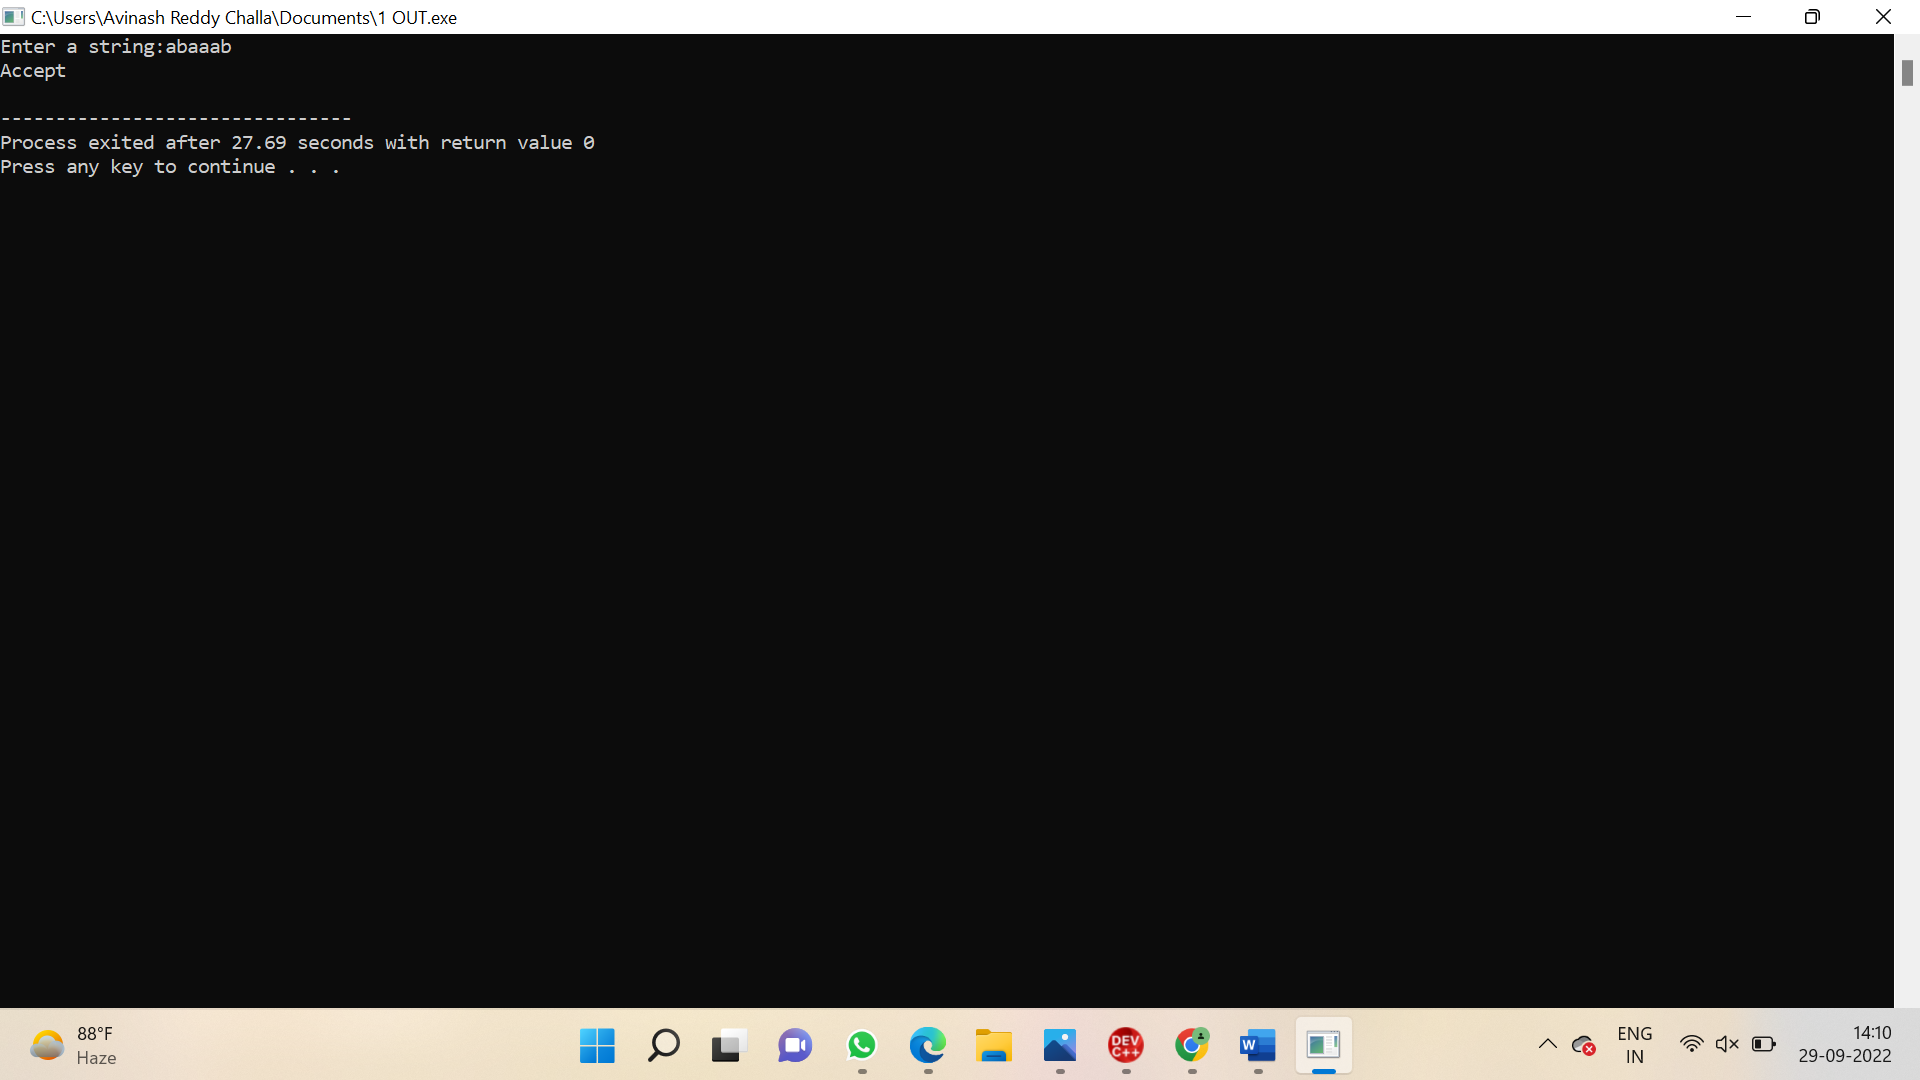 C:\Users\Avinash Reddy Challa\Documents\1 OUT.exe
Enter a string:abaaab
Accept
--------------------------------
Process exited after 27.69 seconds with return value 0
Press any key to continue . . .
88°F
Haze
DEV
C++
W
ENG
IN
14:10
29-09-2022